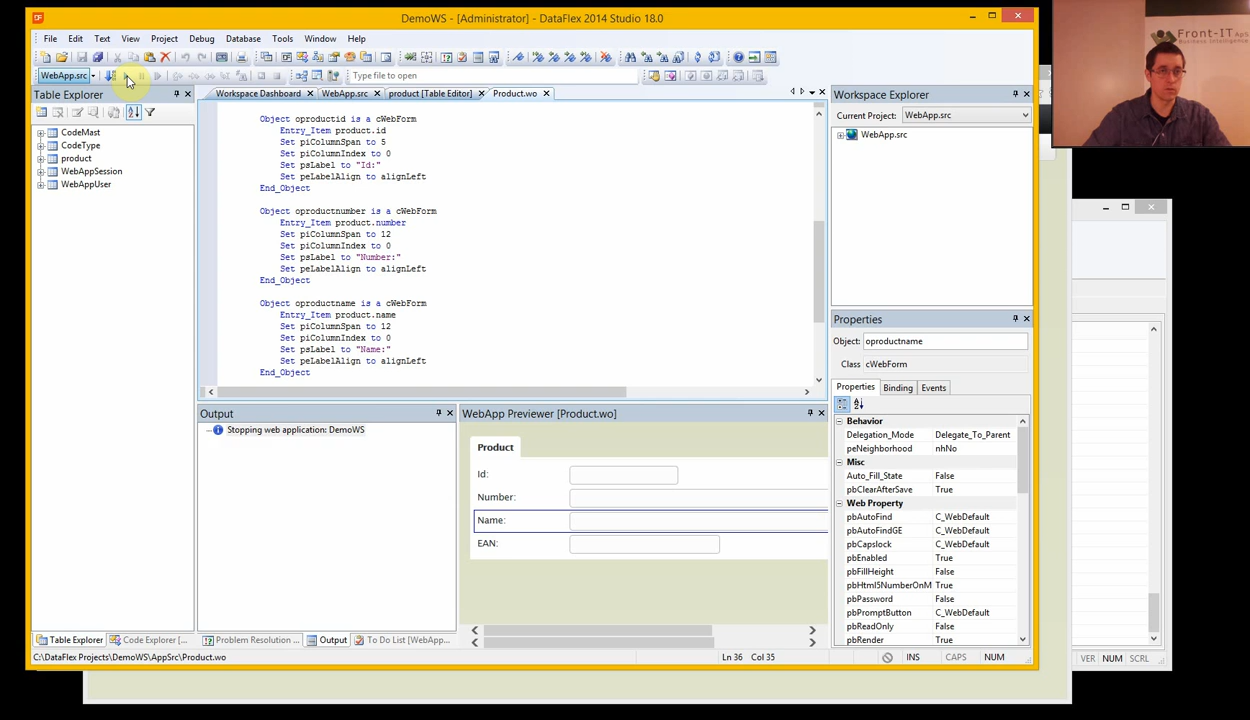 DemoWS - [Administrator] - DataFlex 2014 Studio 18.0
Front-IT ApS
Business Intelligence
File Edit Text View Project Debug Database Tools Window Help
WebApp.src
Type file to open
Table Explorer
CodeMast
CodeType
product
WebAppSession
WebAppUser
Workspace Dashboard WebApp.src product [Table Editor] Product.wo
Object oproductid is a cWebForm
Entry_Item product.id
Set piColumnSpan to 5
Set piColumnIndex to 0
Set psLabel to "Id:"
Set peLabelAlign to alignLeft
End_Object
Object oproductnumber is a cWebForm
Entry_Item product.number
Set piColumnSpan to 12
Set piColumnIndex to 0
Set psLabel to "Number:"
Set peLabelAlign to alignLeft
End_Object
Object oproductname is a cWebForm
Entry_Item product.name
Set piColumnSpan to 12
Set piColumnIndex to 0
Set psLabel to "Name:"
Set peLabelAlign to alignLeft
End_Object
Workspace Explorer
Current Project: WebApp.src
WebApp.src
Properties
Object: oproductname
Class cWebForm
Properties Binding Events
Behavior
Delegation_Mode Delegate_To_Parent
peNeighborhood nhNo
Misc
Auto_Fill_State False
pbClearAfterSave True
Web Property
pbAutoFind C_WebDefault
pbAutoFindGE C_WebDefault
pbCapslock C_WebDefault
pbEnabled True
pbFillHeight False
pbHtml5NumberOnM True
pbPassword False
pbPromptButton C_WebDefault
pbReadOnly False
pbRender True
Output
Stopping web application: DemoWS
WebApp Previewer [Product.wo]
Product
Id:
Number:
Name:
EAN:
Table Explorer Code Explorer [...
Problem Resolution ... Output To Do List [WebApp...
C:\DataFlex Projects\DemoWS\AppSrc\Product.wo
Ln 36 Col 35
INS CAPS NUM
VER NUM SCRL